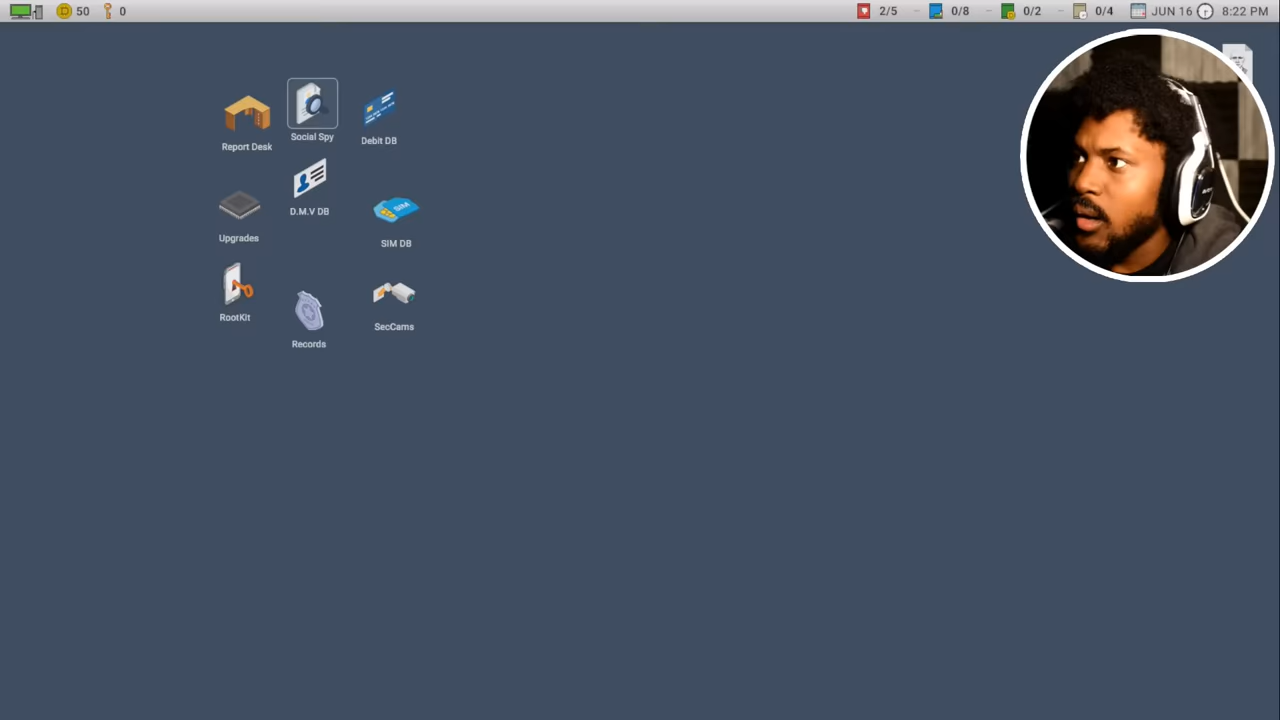 50 0 2/5 0/8 0/2 0/4 JUN 16 8:22 PM
Report Desk
Social Spy
Debit DB
Upgrades
D.M.V DB
SIM DB
RootKit
Records
SecCams